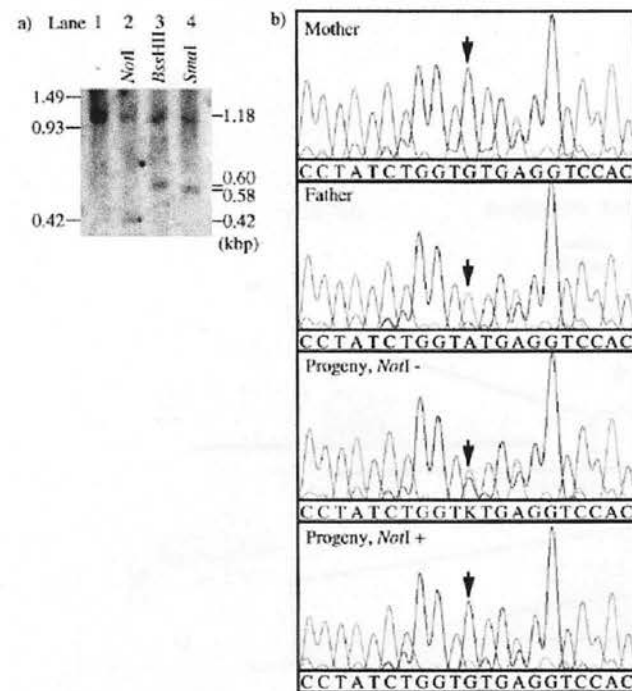 a) Lane 1 2 3 4
NotI
BssHII
SmaI
1.49
0.93
0.42
1.18
0.60
0.58
0.42
(kbp)
b)
Mother
CCTATCTGGTGTGAGGTCCAC
Father
CCTATCTGGTATGAGGTCCAC
Progeny, NotI -
CCTATCTGGTKTGAGGTCCAC
Progeny, NotI +
CCTATCTGGTGTGAGGTCCAC